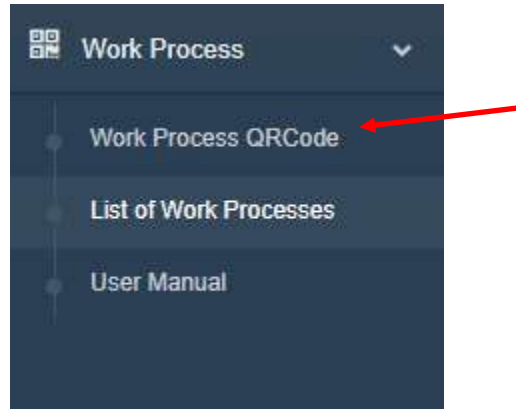 Work Process
Work Process QRCode
List of Work Processes
User Manual